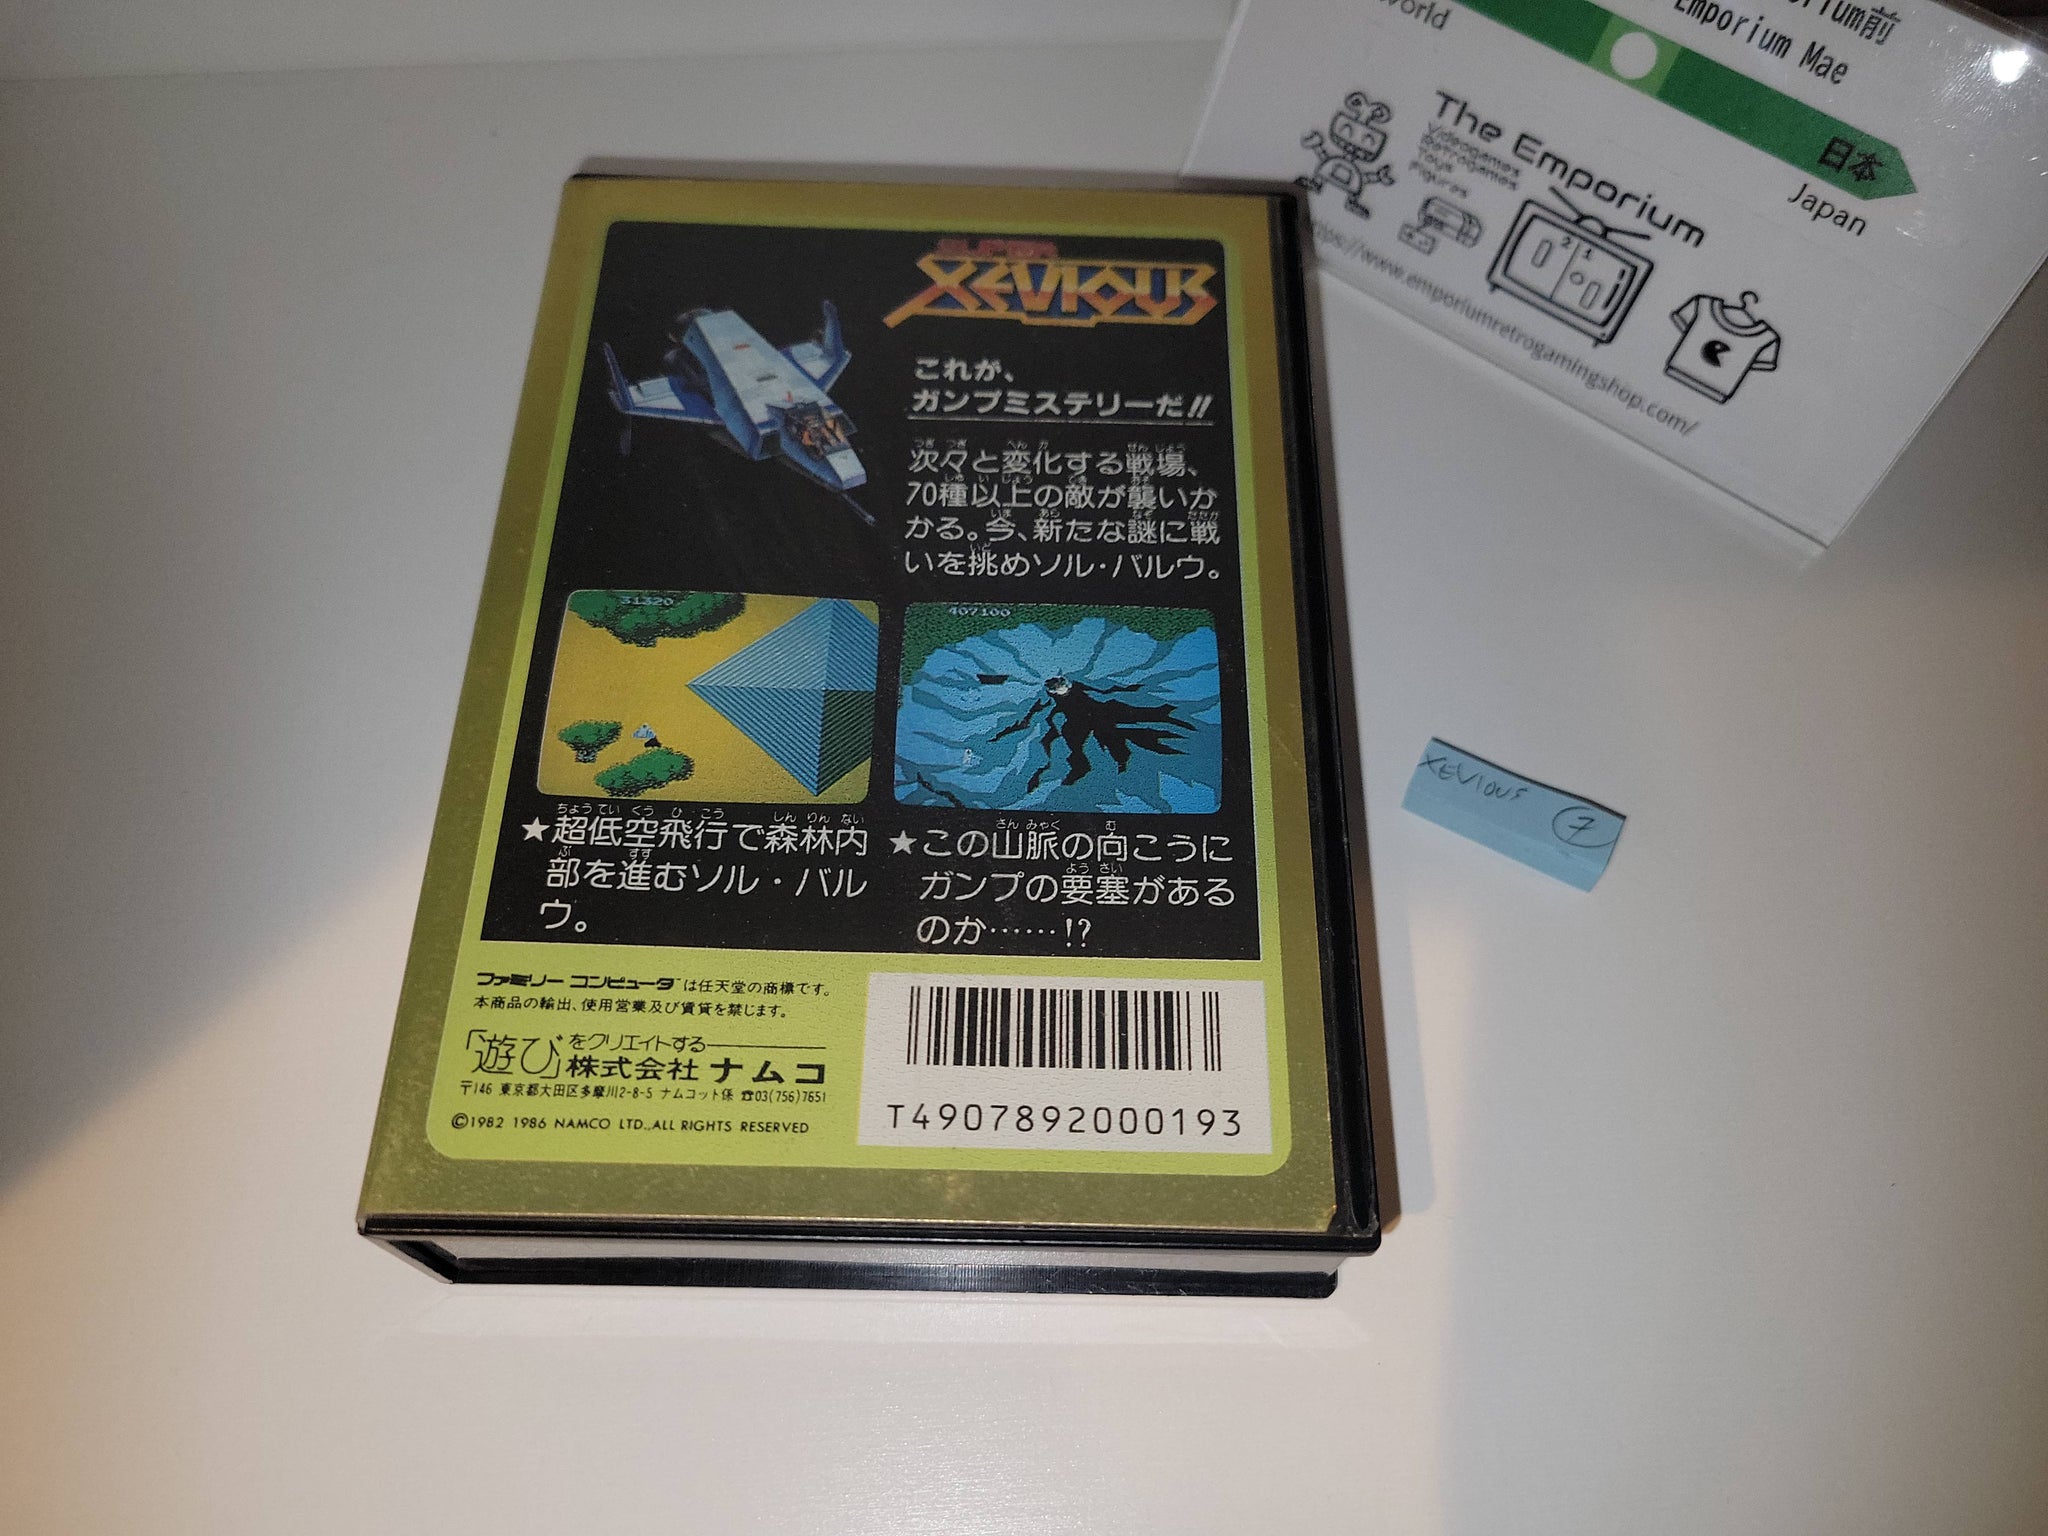 world
ium前
Emporium Mae
日本
Japan
The Emporium
Videogames
Retrogames
Toys
Figures
2 1
https://www.emporiumretrogamingshop.com/
SUPER
XEVIOUS
これが、
ガンプミステリーだ!!
次々と変化する戦場、
70種以上の敵が襲いか
かる。今、新たな謎に戦
いを挑めソル・バルウ。
31320
407100
★超低空飛行で森林内
部を進むソル・バル
ウ。
★この山脈の向こうに
ガンプの要塞がある
のか……!?
ファミリーコンピュータ™は任天堂の商標です。
本商品の輸出、使用営業及び賃貸を禁じます。
「遊び」をクリエイトする
株式会社ナムコ
〒146 東京都大田区多摩川2-8-5 ナムコット係 ☎03(756)7651
©1982 1986 NAMCO LTD.,ALL RIGHTS RESERVED
T4907892000193
XEVIOUS 7